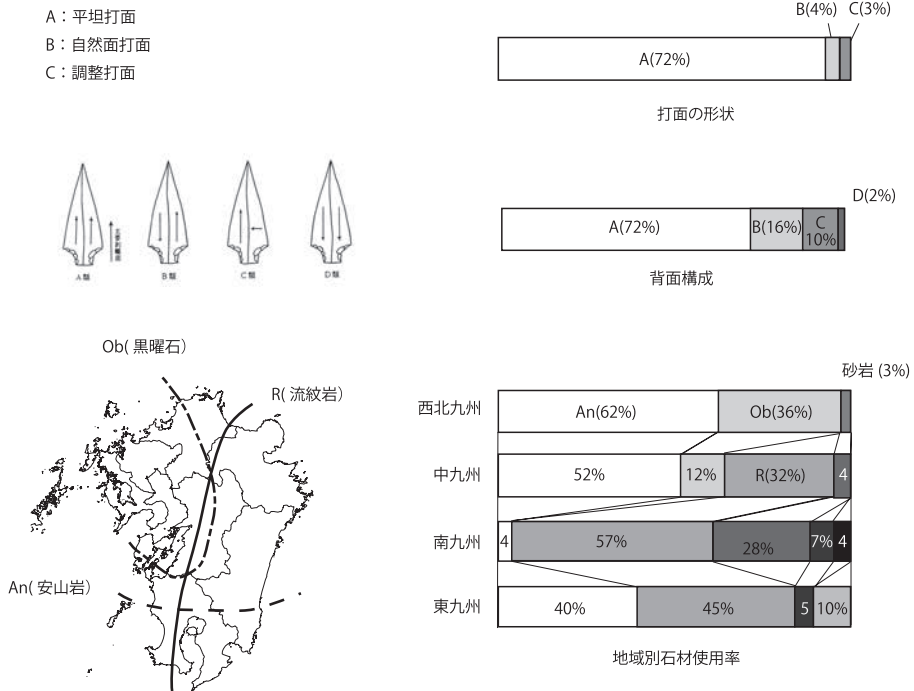 A：平坦打面
B：自然面打面
C：調整打面
B(4%)
C(3%)
A(72%)
打面の形状
A類
B類
C類
D類
D(2%)
A(72%)
B(16%)
C
10%
背面構成
Ob( 黒曜石）
R( 流紋岩）
An( 安山岩）
砂岩 (3%)
西北九州
An(62%)
Ob(36%)
中九州
52%
12%
R(32%)
4
南九州
4
57%
28%
7%
4
東九州
40%
45%
5
10%
地域別石材使用率